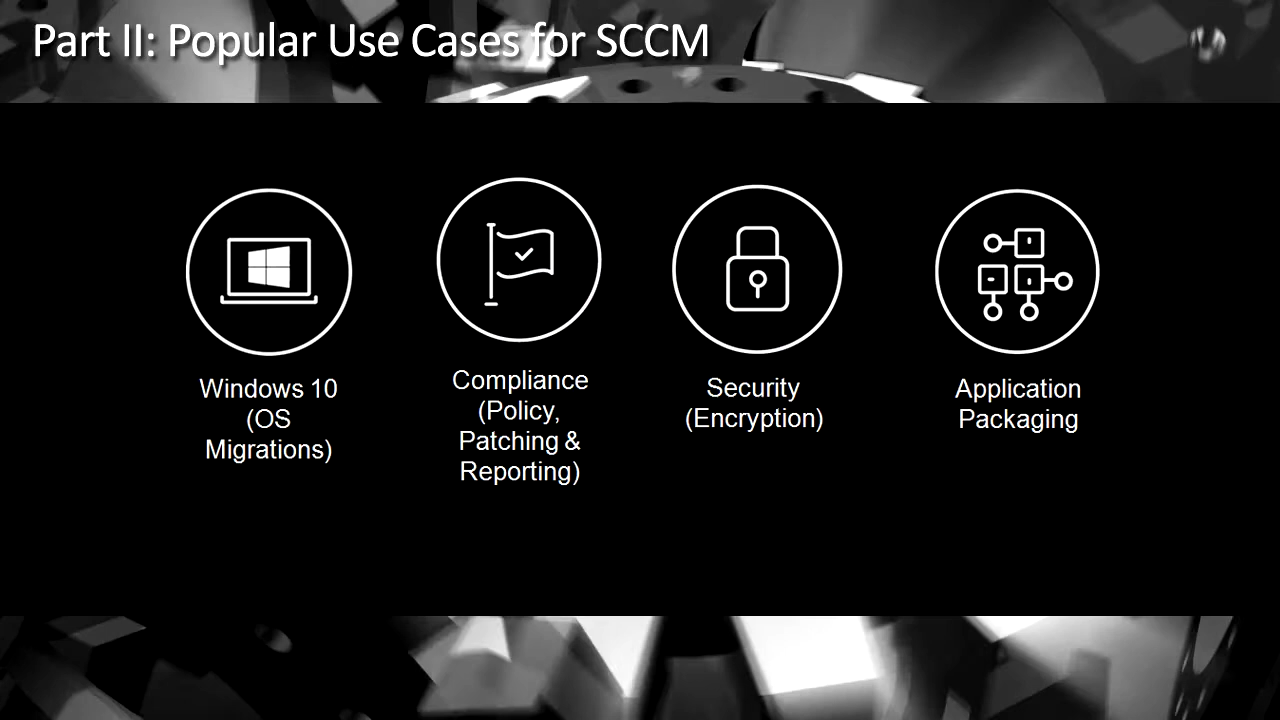 Part II: Popular Use Cases for SCCM
Windows 10
(OS
Migrations)
Compliance
(Policy,
Patching &
Reporting)
Security
(Encryption)
Application
Packaging